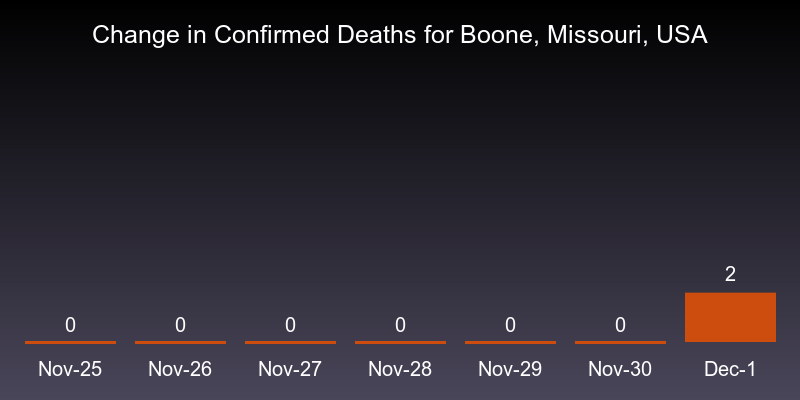 Change in Confirmed Deaths for Boone, Missouri, USA
2
0 0 0 0 0 0
Nov-25 Nov-26 Nov-27 Nov-28 Nov-29 Nov-30 Dec-1